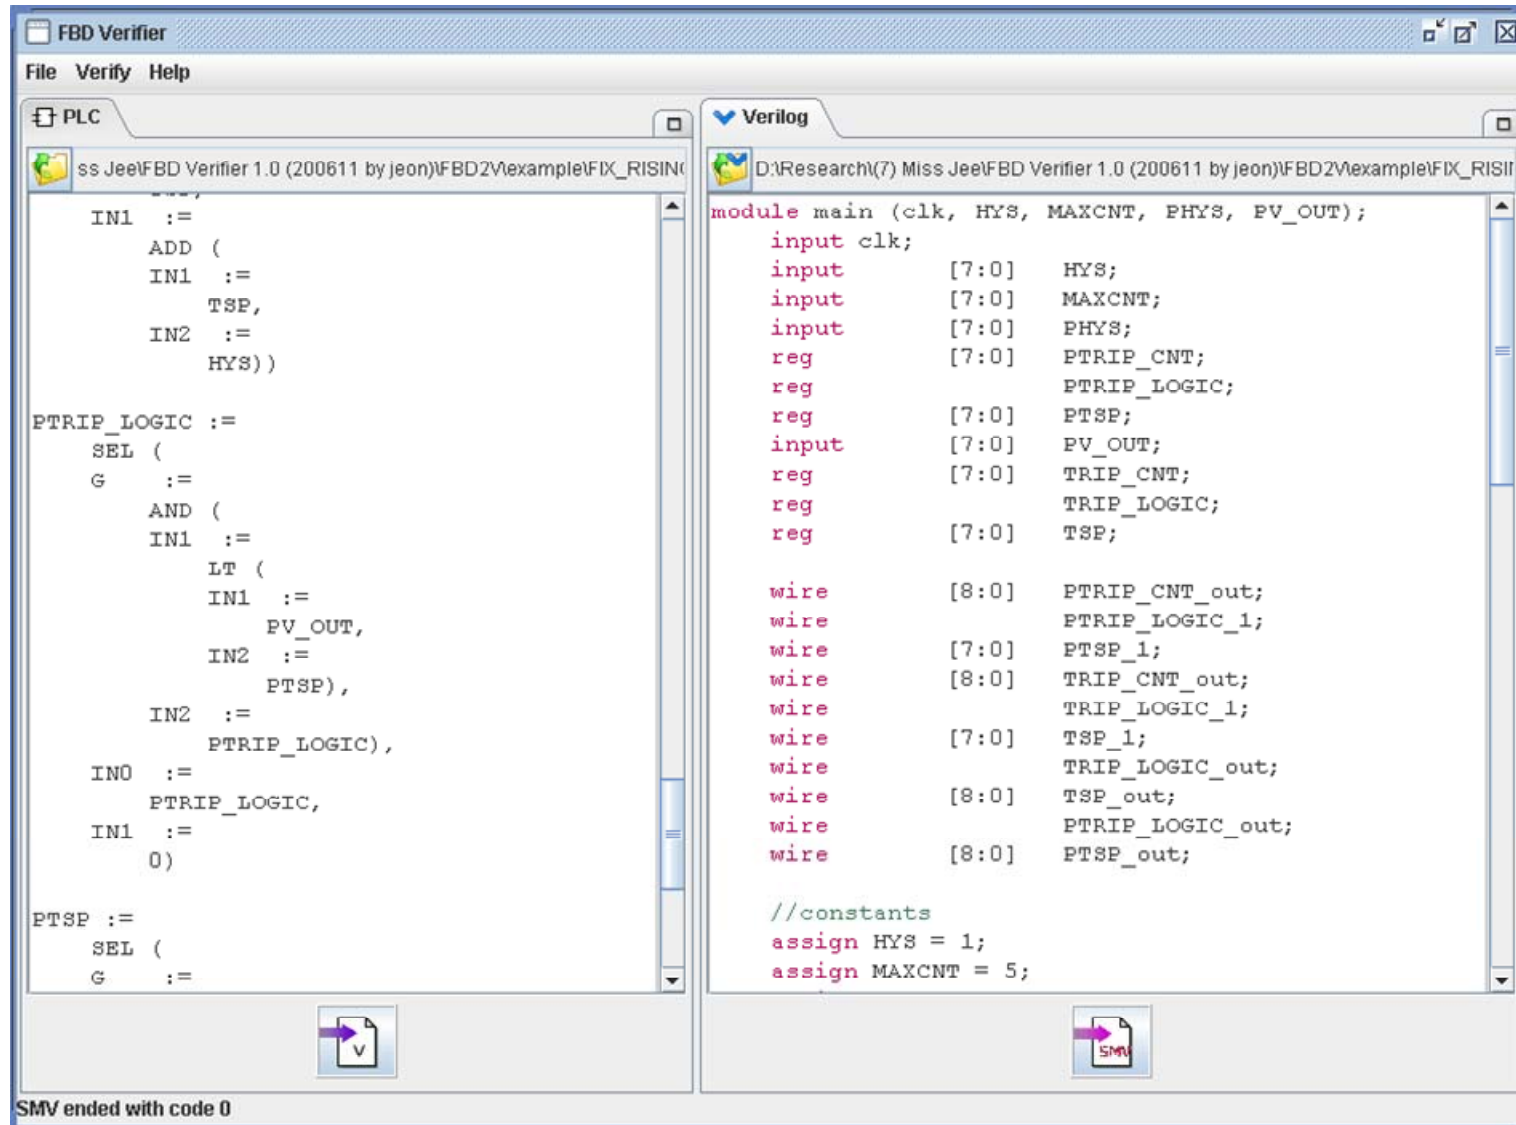 FBD Verifier
File Verify Help
PLC
ss Jee\FBD Verifier 1.0 (200611 by jeon)\FBD2V\example\FIX_RISING
IN1 :=
ADD (
IN1 :=
TSP,
IN2 :=
HYS))
PTRIP_LOGIC :=
SEL (
G :=
AND (
IN1 :=
LT (
IN1 :=
PV_OUT,
IN2 :=
PTSP),
IN2 :=
PTRIP_LOGIC),
IN0 :=
PTRIP_LOGIC,
IN1 :=
0)
PTSP :=
SEL (
G :=
V
Verilog
D:\Research\(7) Miss Jee\FBD Verifier 1.0 (200611 by jeon)\FBD2V\example\FIX_RISIN
module main (clk, HYS, MAXCNT, PHYS, PV_OUT);
input clk;
input [7:0] HYS;
input [7:0] MAXCNT;
input [7:0] PHYS;
reg [7:0] PTRIP_CNT;
reg PTRIP_LOGIC;
reg [7:0] PTSP;
input [7:0] PV_OUT;
reg [7:0] TRIP_CNT;
reg TRIP_LOGIC;
reg [7:0] TSP;
wire [8:0] PTRIP_CNT_out;
wire PTRIP_LOGIC_1;
wire [7:0] PTSP_1;
wire [8:0] TRIP_CNT_out;
wire TRIP_LOGIC_1;
wire [7:0] TSP_1;
wire TRIP_LOGIC_out;
wire [8:0] TSP_out;
wire PTRIP_LOGIC_out;
wire [8:0] PTSP_out;
//constants
assign HYS = 1;
assign MAXCNT = 5;
SMV
SMV ended with code 0